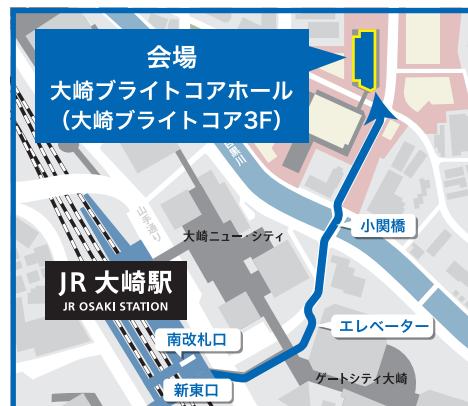 会場
大崎ブライトコアホール
（大崎ブライトコア3F）
目黒川
山手通り
大崎ニュー・シティ
小関橋
JR 大崎駅
JR OSAKI STATION
南改札口
エレベーター
新東口
ゲートシティ大崎